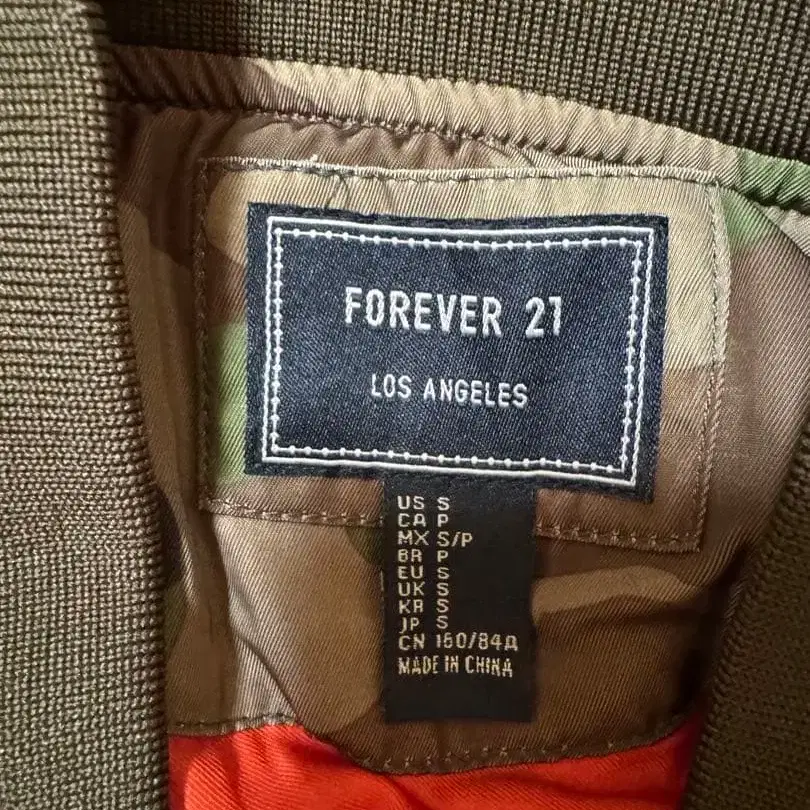 FOREVER 21
LOS ANGELES
US S
CA P
MX S/P
BR P
EU S
UK S
KR S
JP S
CN 160/84A
MADE IN CHINA